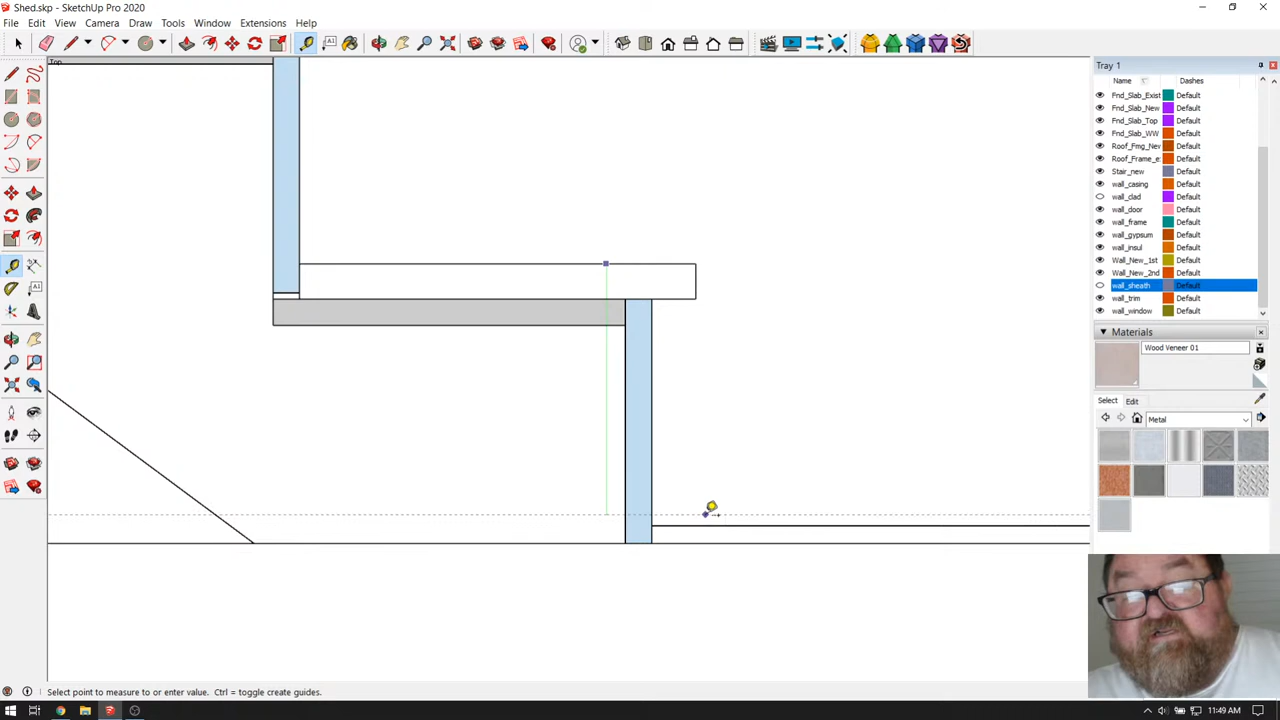 Shed.skp - SketchUp Pro 2020
File Edit View Camera Draw Tools Window Extensions Help
Top
Tray 1
Name Dashes
Fnd_Slab_Exist Default
Fnd_Slab_New Default
Fnd_Slab_Top Default
Fnd_Slab_WW Default
Roof_Fmg_Nev Default
Roof_Frame_e: Default
Stair_new Default
wall_casing Default
wall_clad Default
wall_door Default
wall_frame Default
wall_gypsum Default
wall_insul Default
Wall_New_1st Default
Wall_New_2nd Default
wall_sheath Default
wall_trim Default
wall_window Default
Materials
Wood Veneer 01
Select Edit
Metal
Select point to measure to or enter value. Ctrl = toggle create guides.
11:49 AM